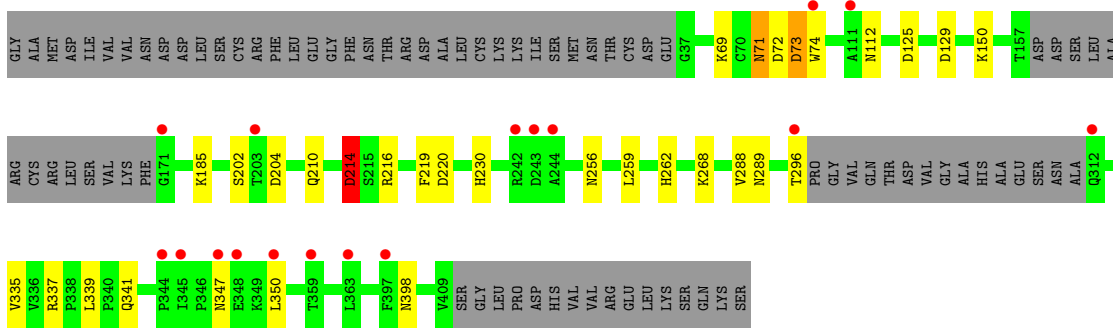 GLY ALA MET ASP ILE VAL VAL ASN ASP ASP LEU SER CYS ARG PHE LEU GLU GLY PHE ASN THR ARG ASP ALA LEU CYS LYS LYS ILE SER MET ASN THR CYS ASP GLU G37 K69 C70 N71 D72 D73 W74 A111 N112 D125 D129 K150 T157 ASP ASP SER LEU ALA
ARG CYS ARG LEU SER VAL LYS PHE G171 K185 S202 T203 D204 Q210 D214 S215 R216 F219 D220 H230 R242 D243 A244 N256 L259 H262 K268 V288 N289 T296 PRO GLY VAL GLN THR ASP VAL GLY ALA HIS ALA GLU SER ASN ALA Q312
V335 V336 R337 P338 L339 P340 Q341 P344 I345 P346 N347 E348 K349 L350 T359 L363 F397 N398 V409 SER GLY LEU PRO ASP HIS VAL VAL ARG GLU LEU LYS SER GLN LYS SER